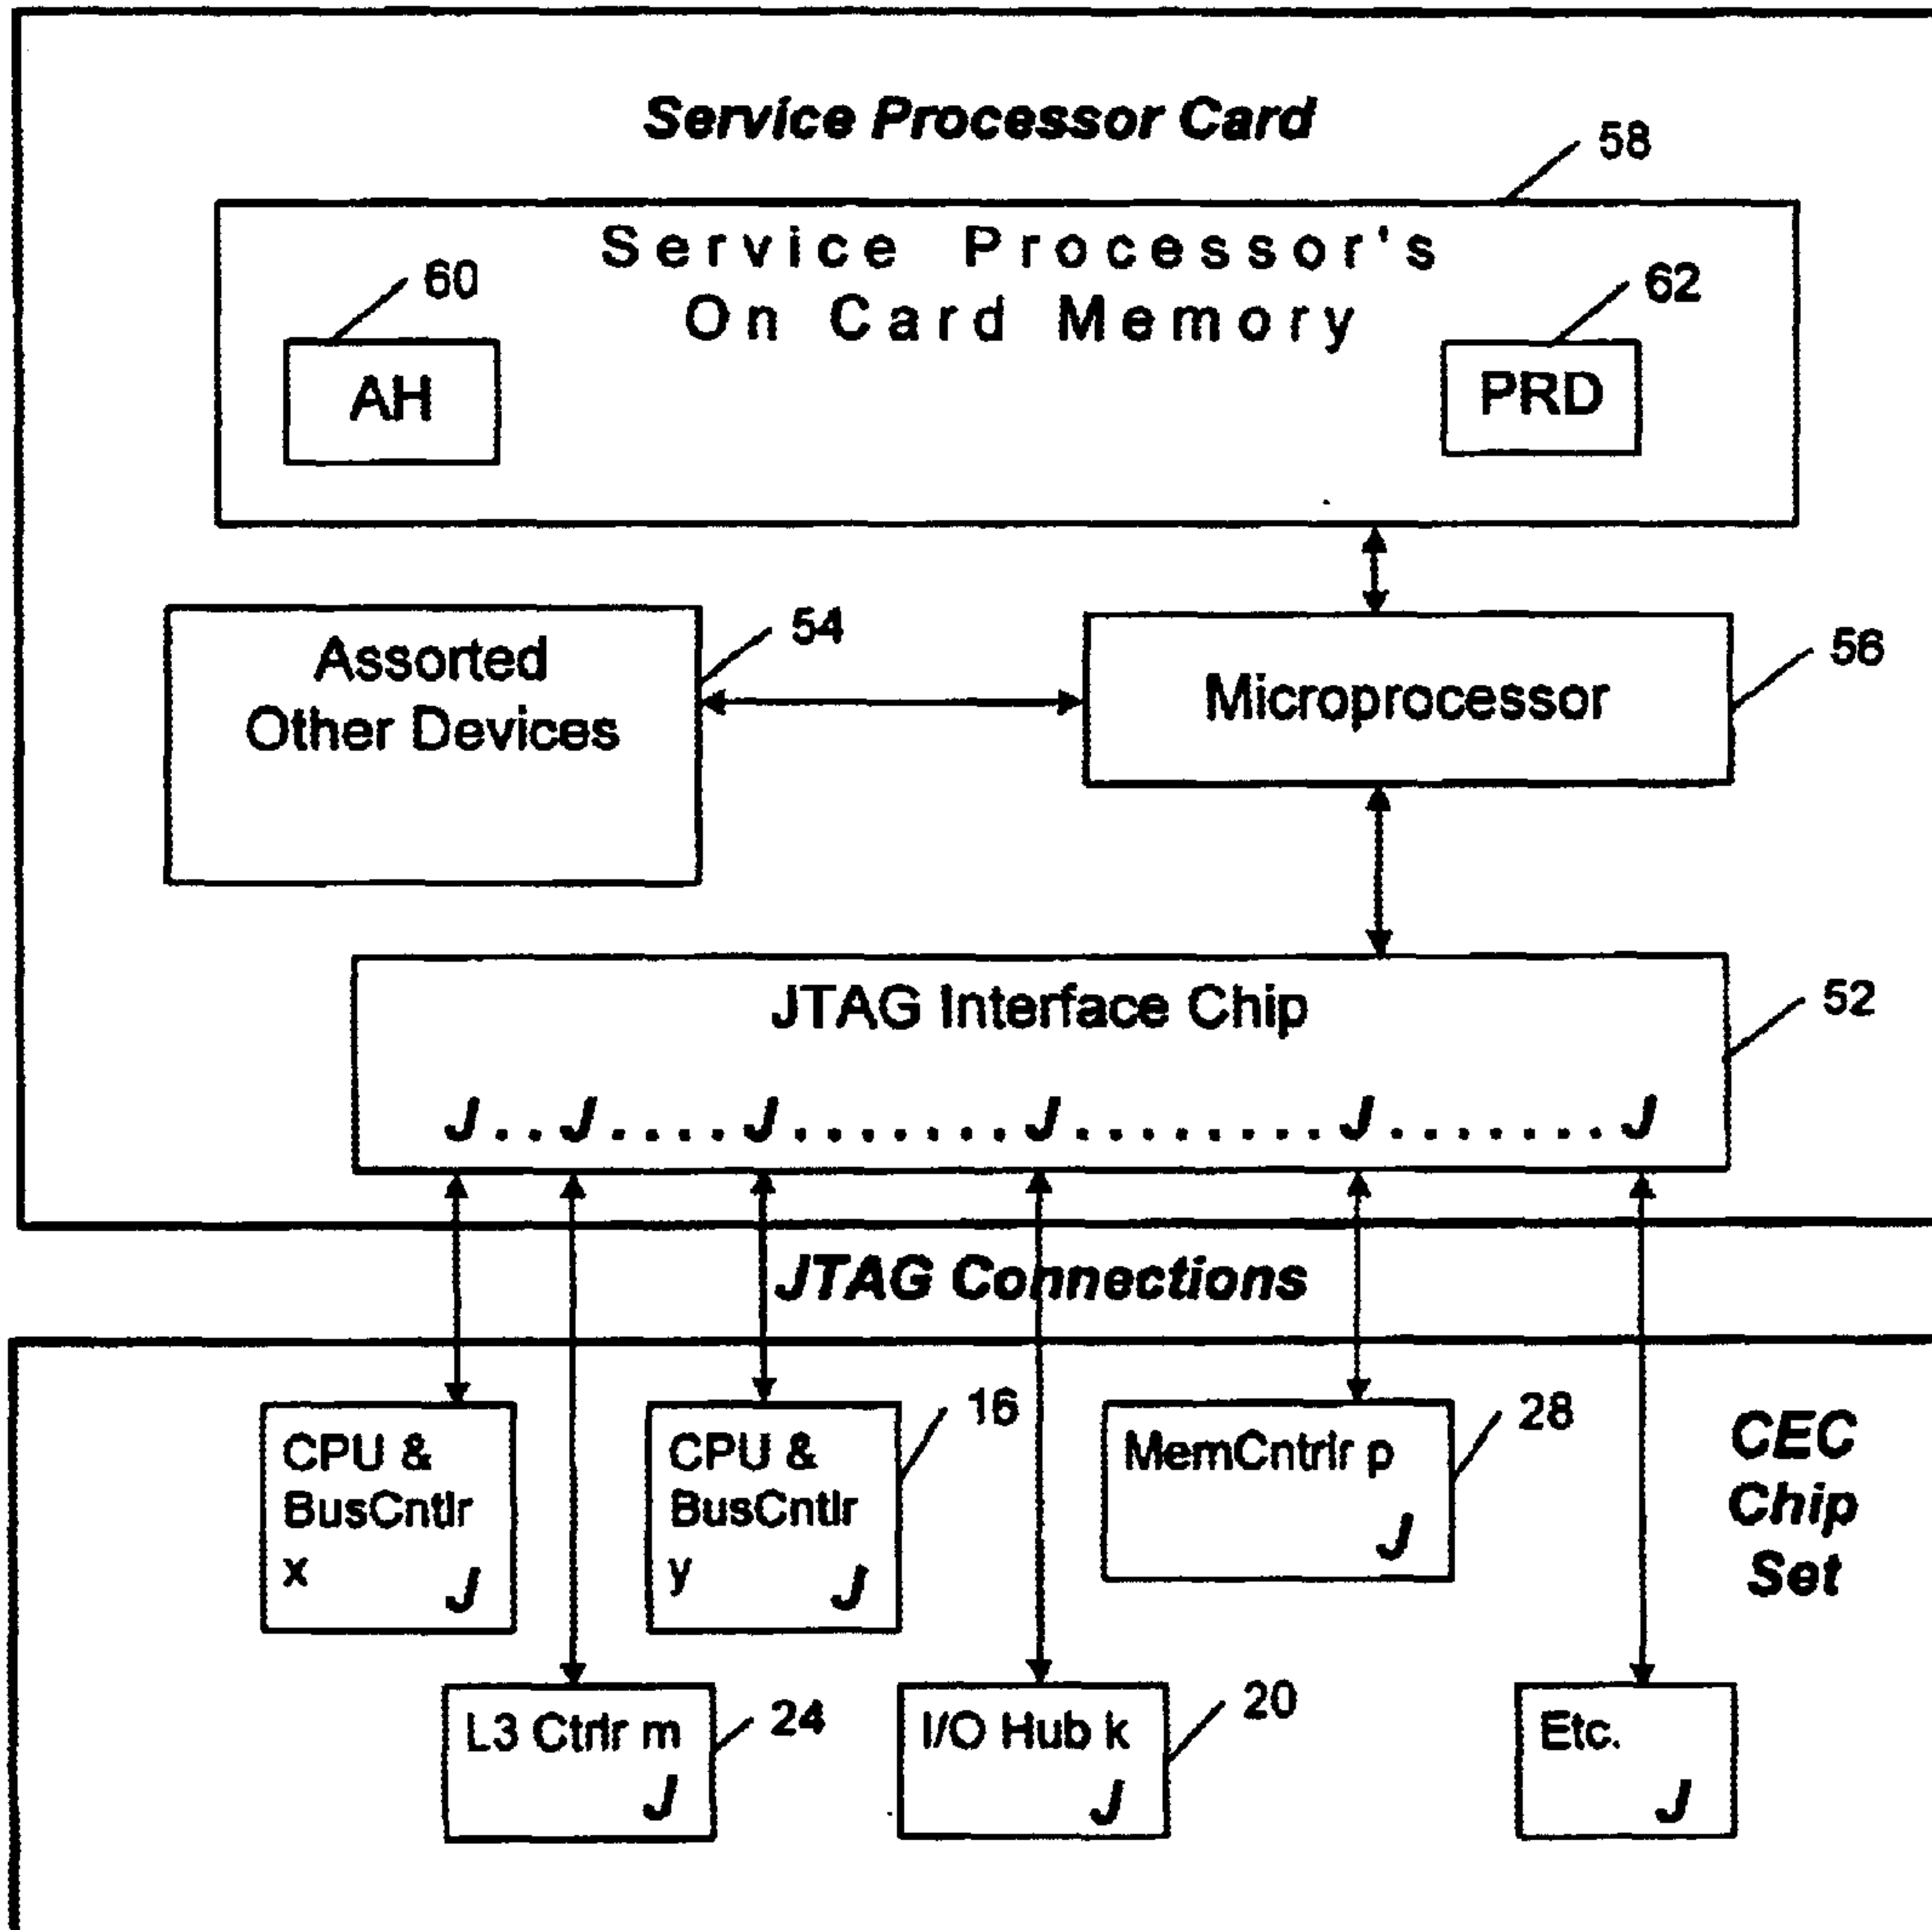 Service Processor Card
58
Service Processor's
On Card Memory
60
62
AH
PRD
54
56
Assorted
Other Devices
Microprocessor
52
JTAG Interface Chip
J..J....J.......J........J.......J
JTAG Connections
16
28
CPU &
BusCntlr
x
J
CPU &
BusCntlr
y
J
MemCntrlr p
J
CEC
Chip
Set
24
20
L3 Ctrlr m
J
I/O Hub k
J
Etc.
J